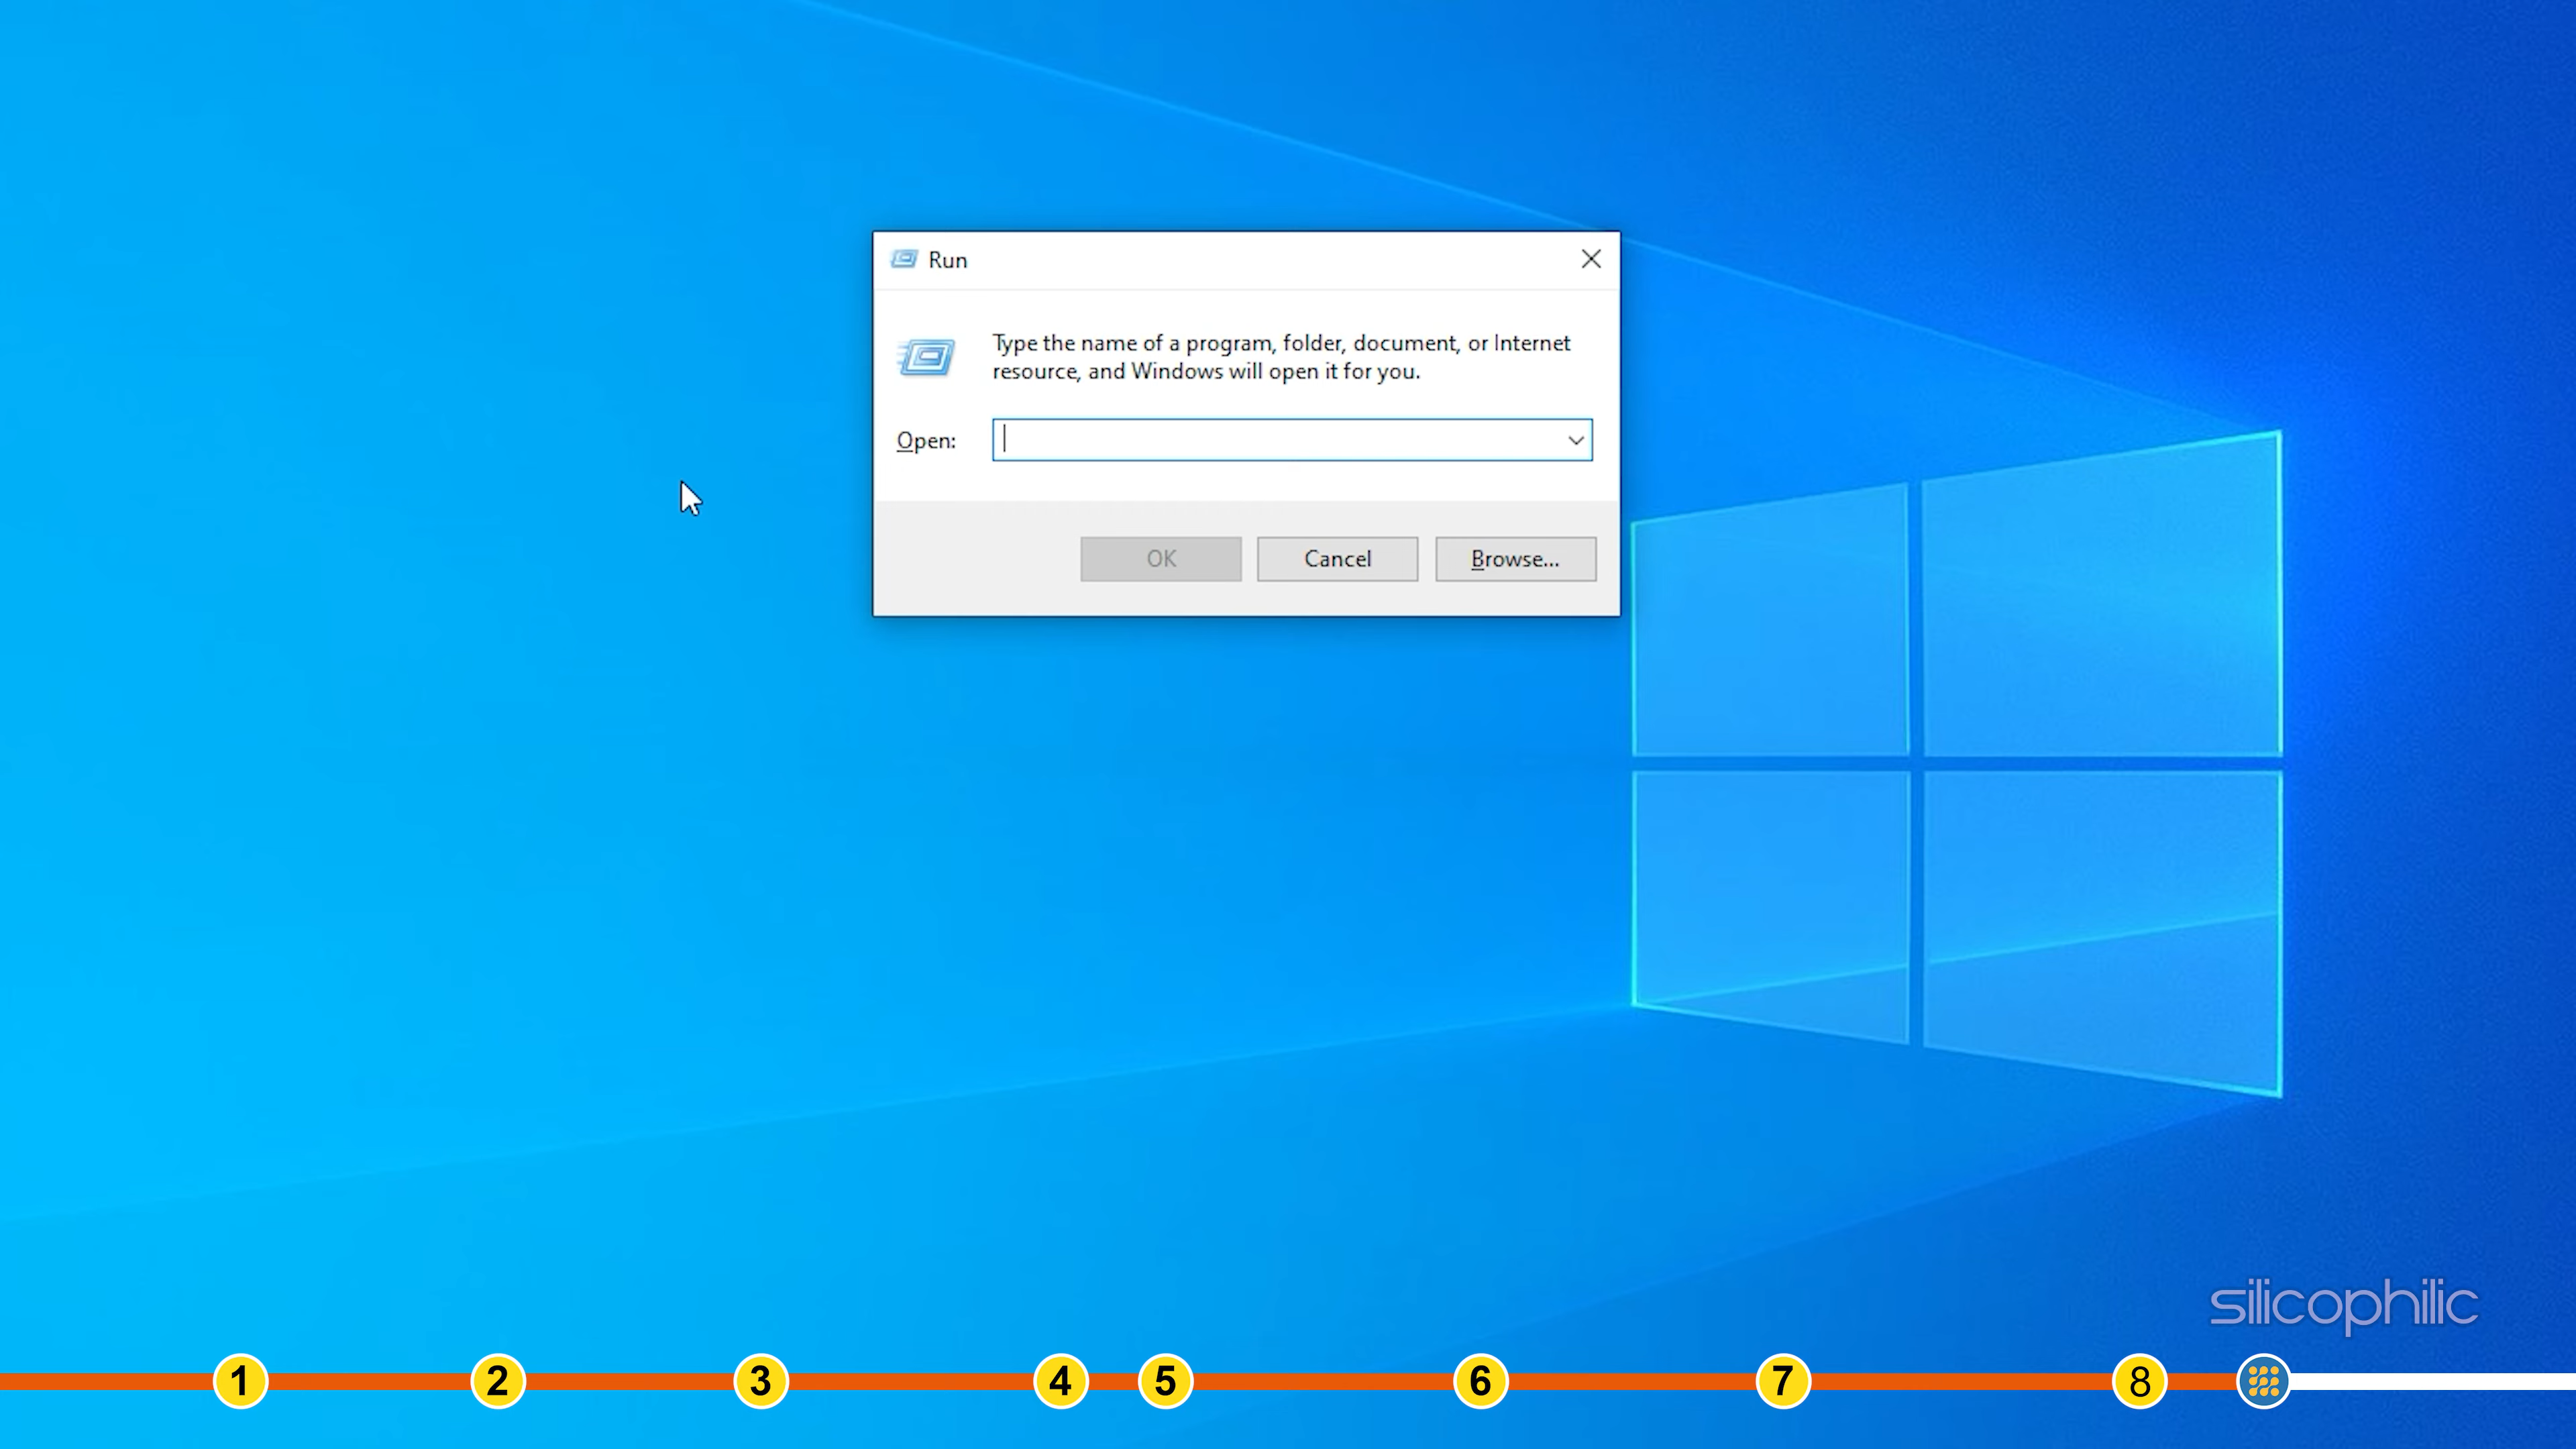 Run
Type the name of a program, folder, document, or Internet
resource, and Windows will open it for you.
Open:
OK Cancel Browse...
silicophilic
1 2 3 4 5 6 7 8